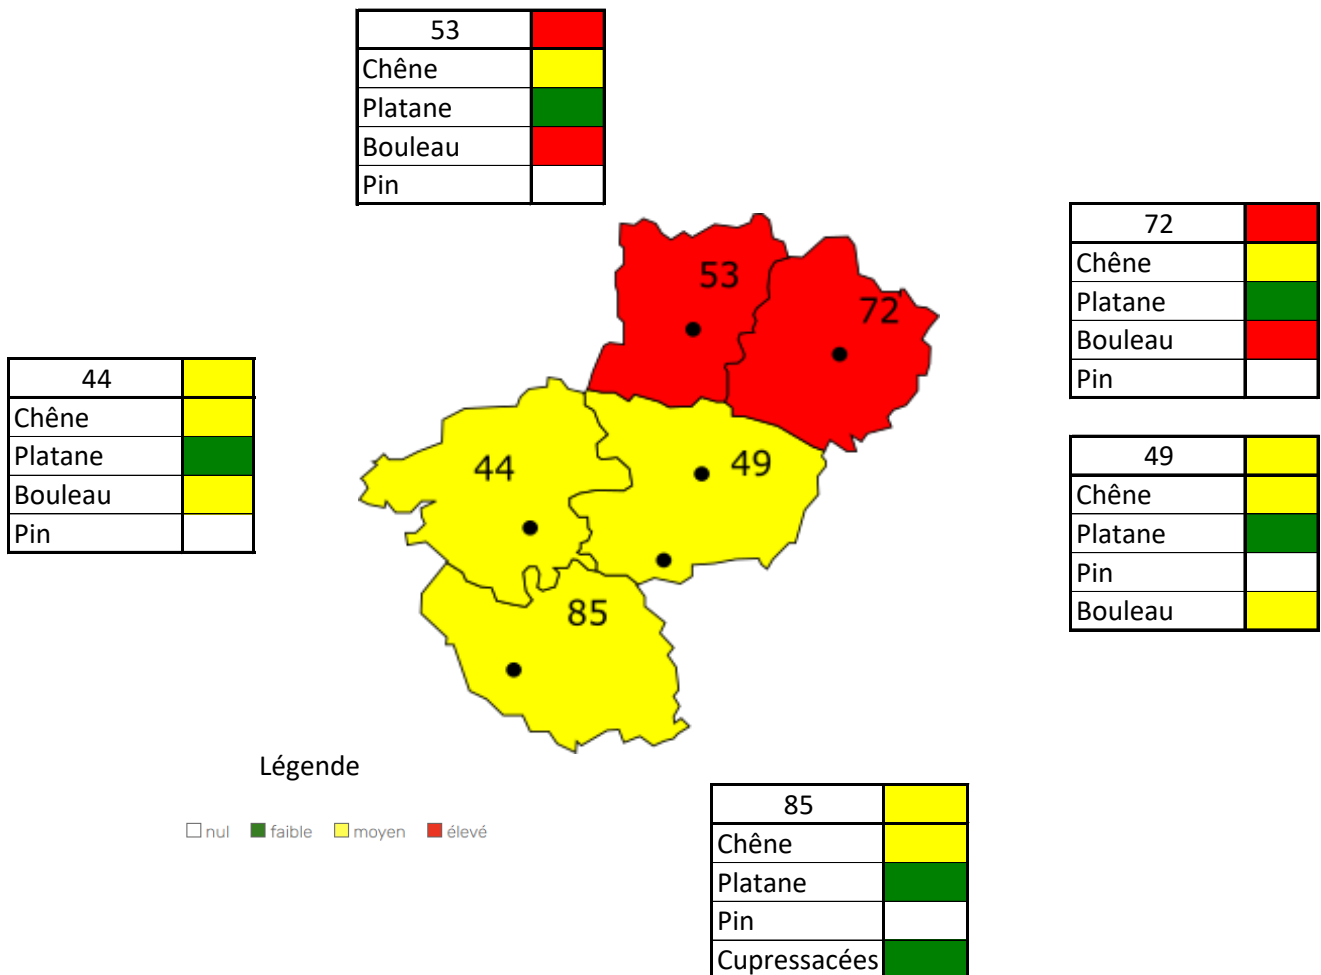 53
Chêne
Platane
Bouleau
Pin
72
Chêne
Platane
Bouleau
Pin
53
72
44
Chêne
Platane
Bouleau
Pin
44
49
85
49
Chêne
Platane
Pin
Bouleau
Légende
nul faible moyen élevé
85
Chêne
Platane
Pin
Cupressacées